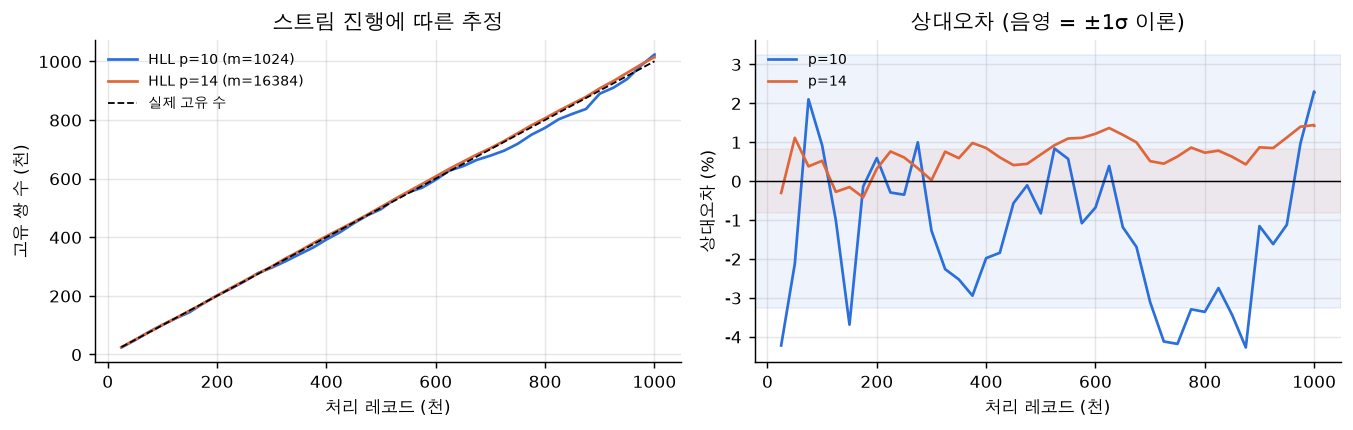 스트림 진행에 따른 추정
고유 쌍 수 (천)
1000
800
600
400
200
0
HLL p=10 (m=1024)
HLL p=14 (m=16384)
실제 고유 수
0 200 400 600 800 1000
처리 레코드 (천)
상대오차 (음영 = ±1σ 이론)
상대오차 (%)
3
2
1
0
-1
-2
-3
-4
p=10
p=14
0 200 400 600 800 1000
처리 레코드 (천)